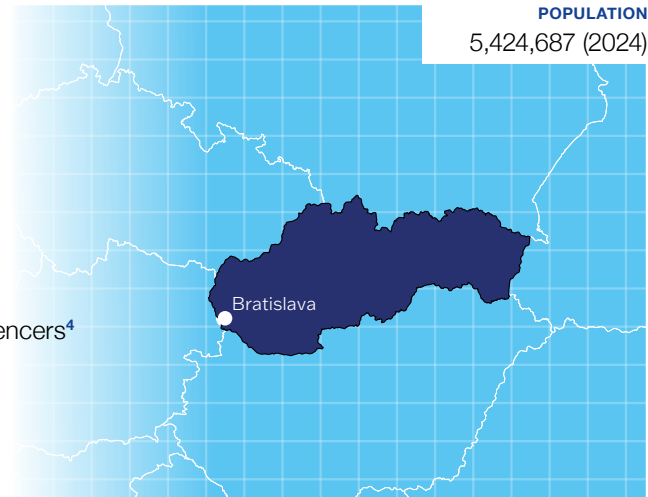 POPULATION
5,424,687 (2024)
Bratislava
encers⁴